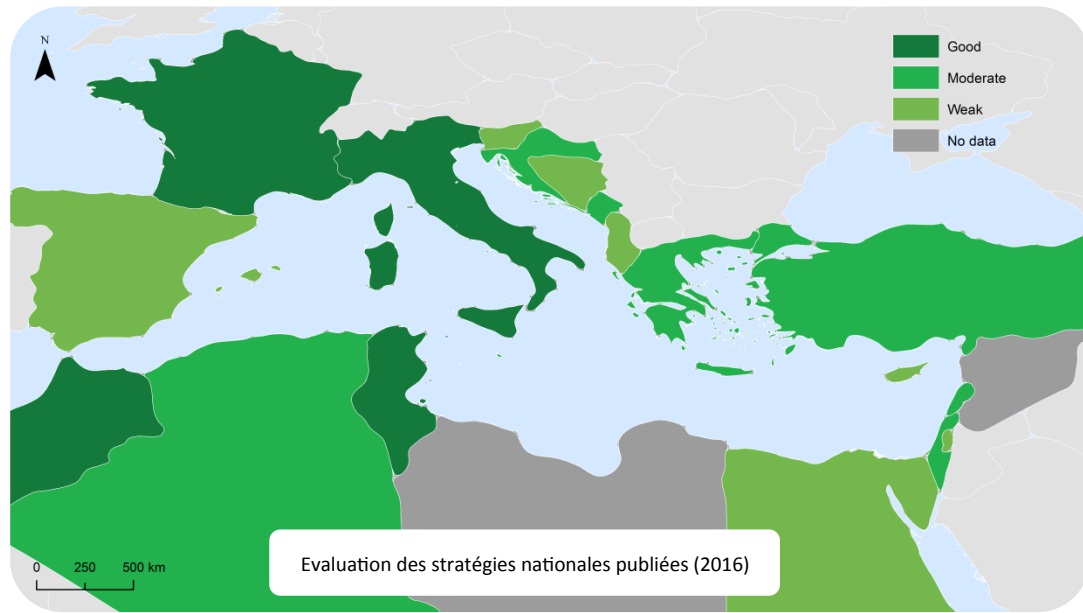 N
Good
Moderate
Weak
No data
Evaluation des stratégies nationales publiées (2016)
0 250 500 km